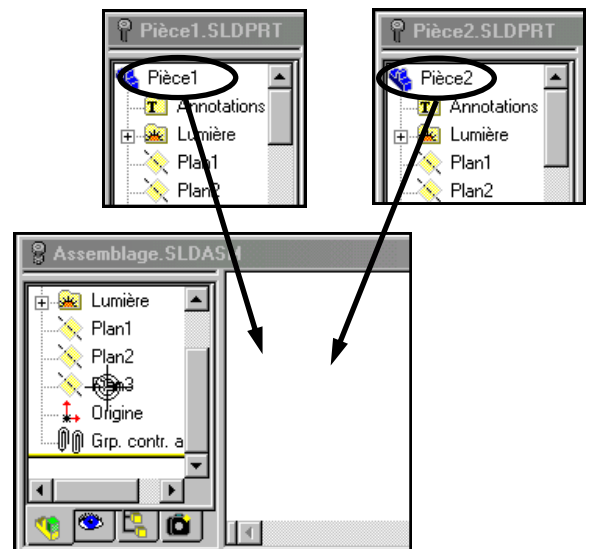 Pièce1.SLDPRT
Pièce1
Annotations
Lumière
Plan1
Plan2
Pièce2.SLDPRT
Pièce2
Annotations
Lumière
Plan1
Plan2
Assemblage.SLDASM
Lumière
Plan1
Plan2
Plan3
Origine
Grp. contr. a